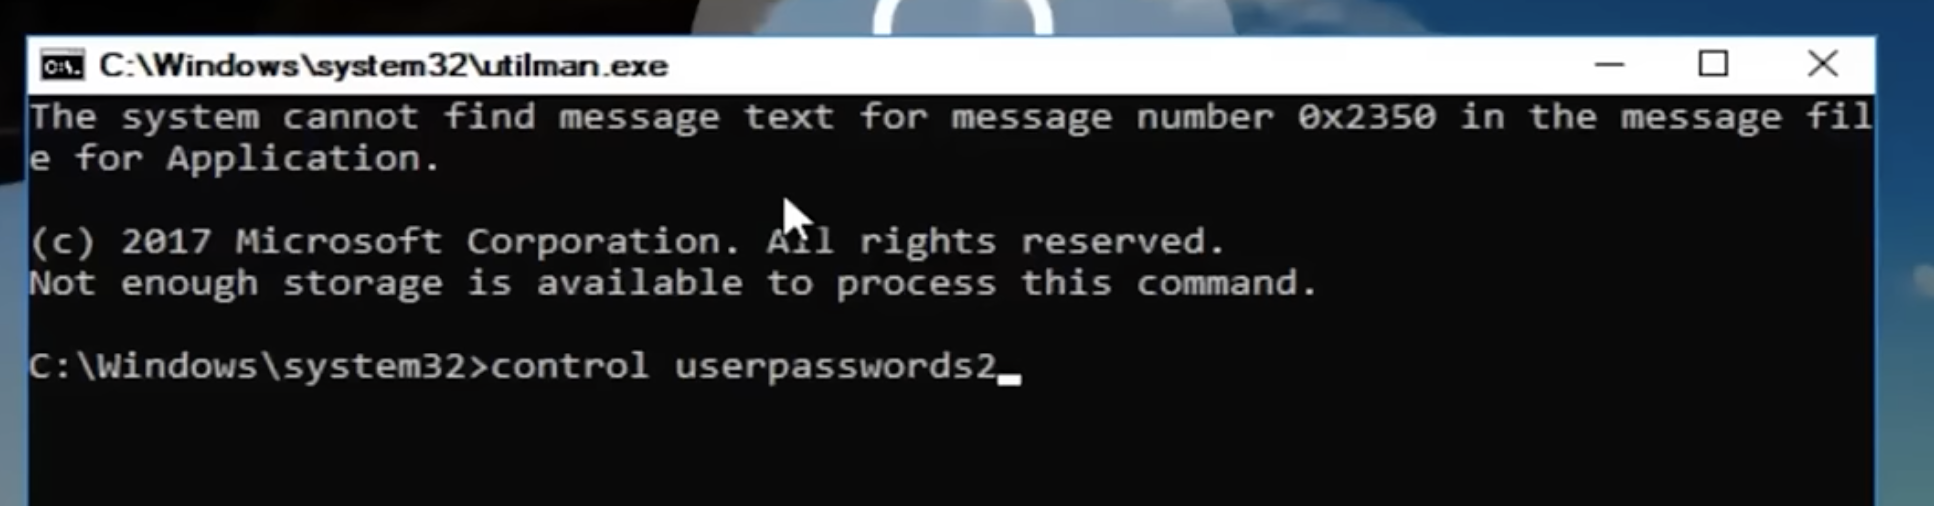 C:\Windows\system32\utilman.exe
The system cannot find message text for message number 0x2350 in the message fil
e for Application.
(c) 2017 Microsoft Corporation. All rights reserved.
Not enough storage is available to process this command.
C:\Windows\system32>control userpasswords2